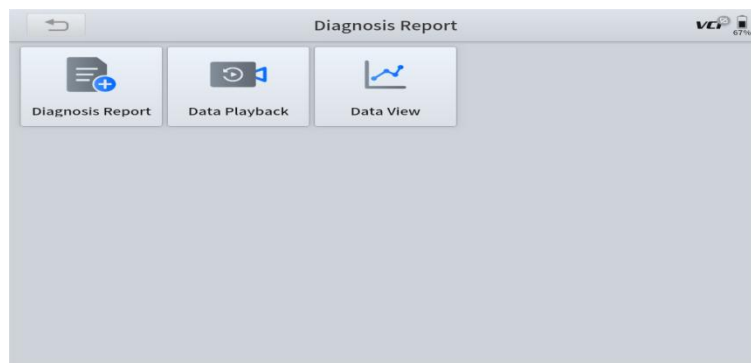 Diagnosis Report
VCI
67%
Diagnosis Report
Data Playback
Data View